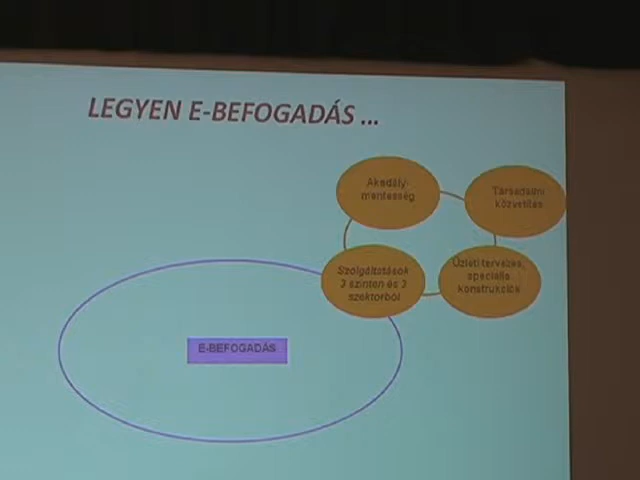 LEGYEN E-BEFOGADÁS ...
Akadály-
mentesség
Társadalmi
közvetítés
Szolgáltatások
3 szinten és 3
szektorból
Üzleti tervezés,
speciális
konstrukciók
E-BEFOGADÁS